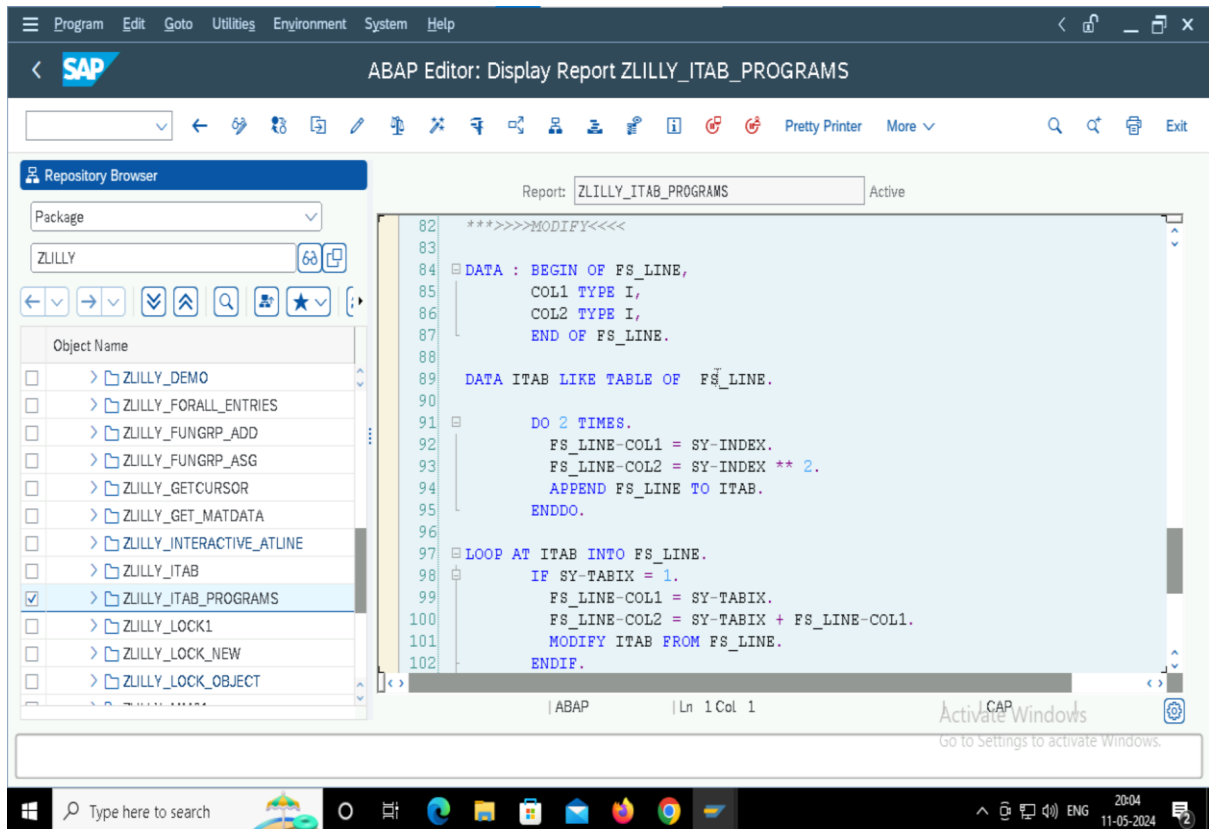 Program Edit Goto Utilities Environment System Help
SAP
ABAP Editor: Display Report ZLILLY_ITAB_PROGRAMS
Pretty Printer More Exit
Repository Browser
Package
ZLILLY
Object Name
ZLILLY_DEMO
ZLILLY_FORALL_ENTRIES
ZLILLY_FUNGRP_ADD
ZLILLY_FUNGRP_ASG
ZLILLY_GETCURSOR
ZLILLY_GET_MATDATA
ZLILLY_INTERACTIVE_ATLINE
ZLILLY_ITAB
ZLILLY_ITAB_PROGRAMS
ZLILLY_LOCK1
ZLILLY_LOCK_NEW
ZLILLY_LOCK_OBJECT
Report: ZLILLY_ITAB_PROGRAMS Active
82 ***>>>>MODIFY<<<<
83
84 DATA : BEGIN OF FS_LINE,
85 COL1 TYPE I,
86 COL2 TYPE I,
87 END OF FS_LINE.
88
89 DATA ITAB LIKE TABLE OF FS_LINE.
90
91 DO 2 TIMES.
92 FS_LINE-COL1 = SY-INDEX.
93 FS_LINE-COL2 = SY-INDEX ** 2.
94 APPEND FS_LINE TO ITAB.
95 ENDDO.
96
97 LOOP AT ITAB INTO FS_LINE.
98 IF SY-TABIX = 1.
99 FS_LINE-COL1 = SY-TABIX.
100 FS_LINE-COL2 = SY-TABIX + FS_LINE-COL1.
101 MODIFY ITAB FROM FS_LINE.
102 ENDIF.
ABAP Ln 1 Col 1 CAP
Activate Windows
Go to Settings to activate Windows.
Type here to search
ENG
20:04
11-05-2024
2